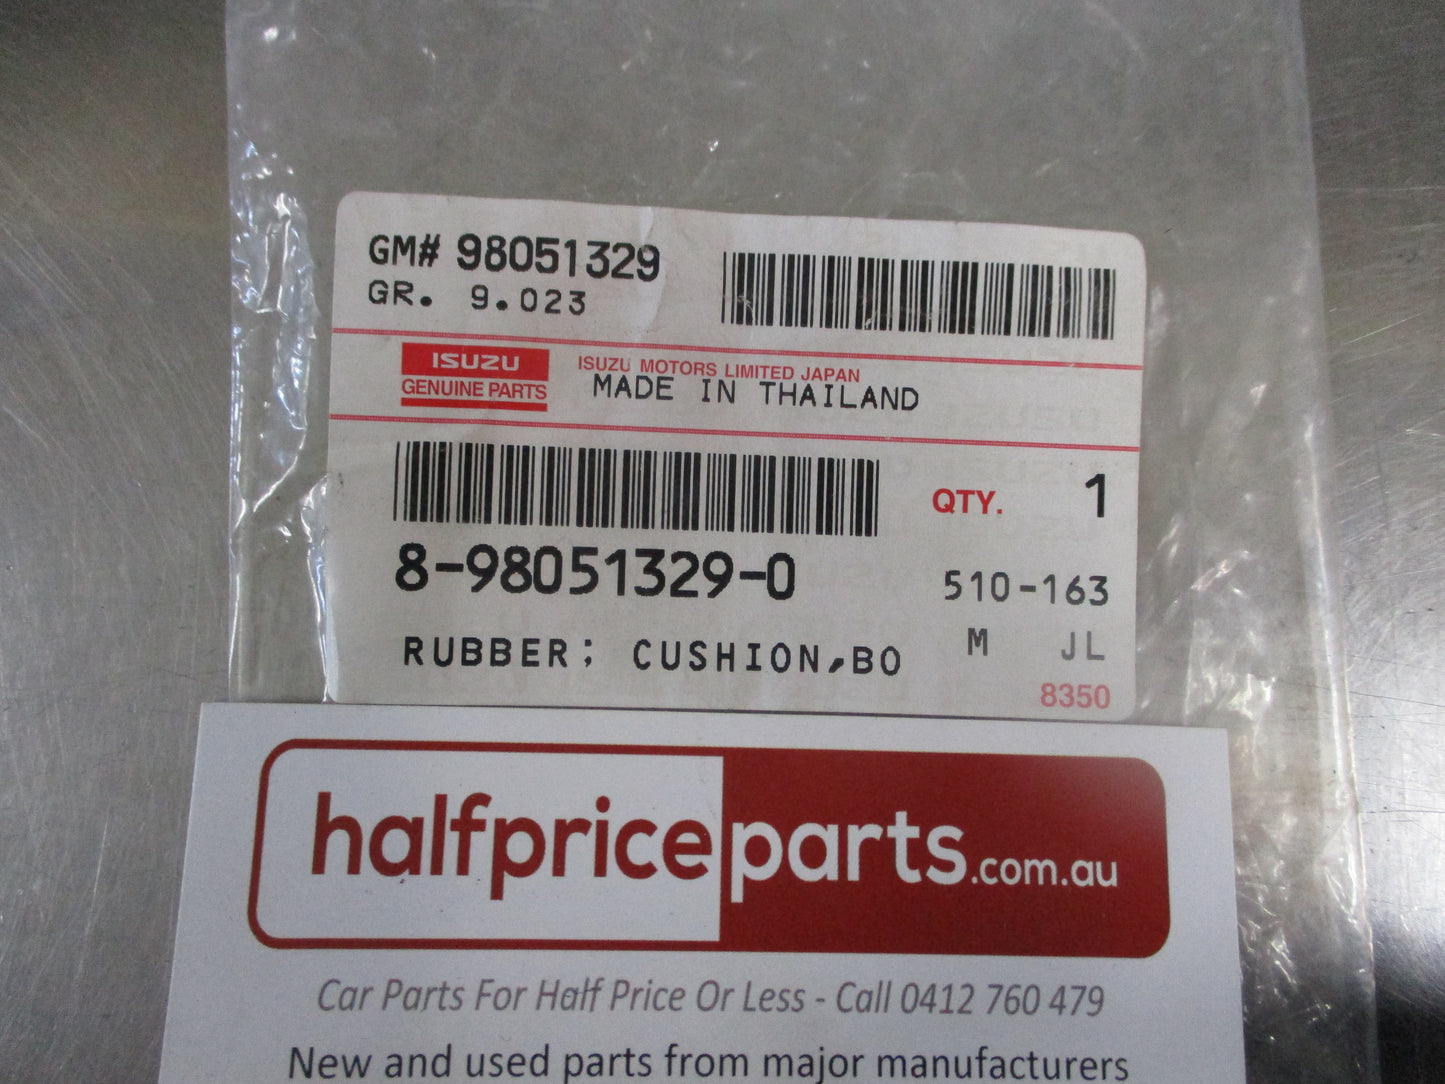 GM# 98051329
GR. 9.023
ISUZU
GENUINE PARTS
ISUZU MOTORS LIMITED JAPAN
MADE IN THAILAND
QTY. 1
8-98051329-0
510-163
RUBBER; CUSHION,BO
M JL
8350
halfpriceparts.com.au
Car Parts For Half Price Or Less - Call 0412 760 479
New and used parts from major manufacturers